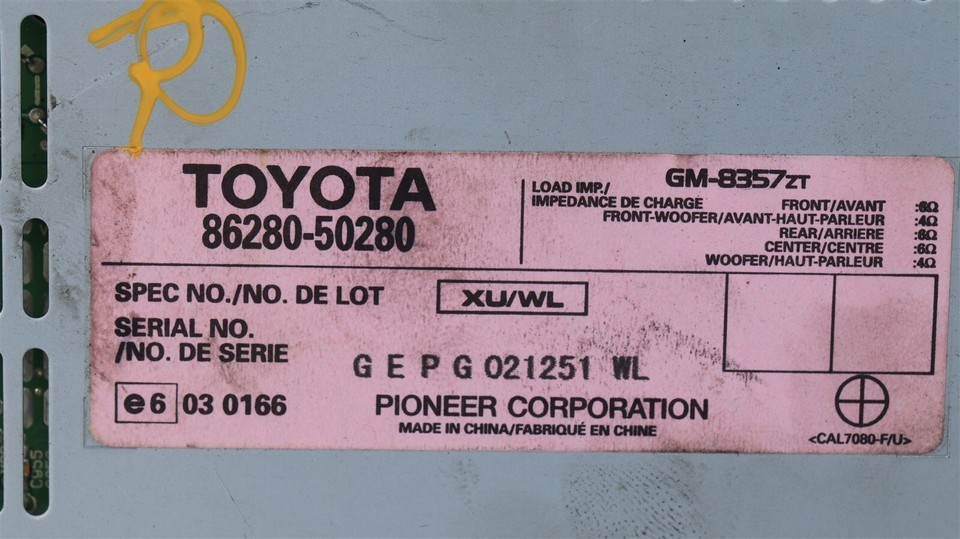 TOYOTA
86280-50280
GM-8357ZT
LOAD IMP./
IMPEDANCE DE CHARGE
FRONT/AVANT :6Ω
FRONT-WOOFER/AVANT-HAUT-PARLEUR :4Ω
REAR/ARRIERE :6Ω
CENTER/CENTRE :6Ω
WOOFER/HAUT-PARLEUR :4Ω
SPEC NO./NO. DE LOT XU/WL
SERIAL NO.
/NO. DE SERIE
GEPG021251 WL
e6 03 0166
PIONEER CORPORATION
MADE IN CHINA/FABRIQUÉ EN CHINE
<CAL7080-F/U>